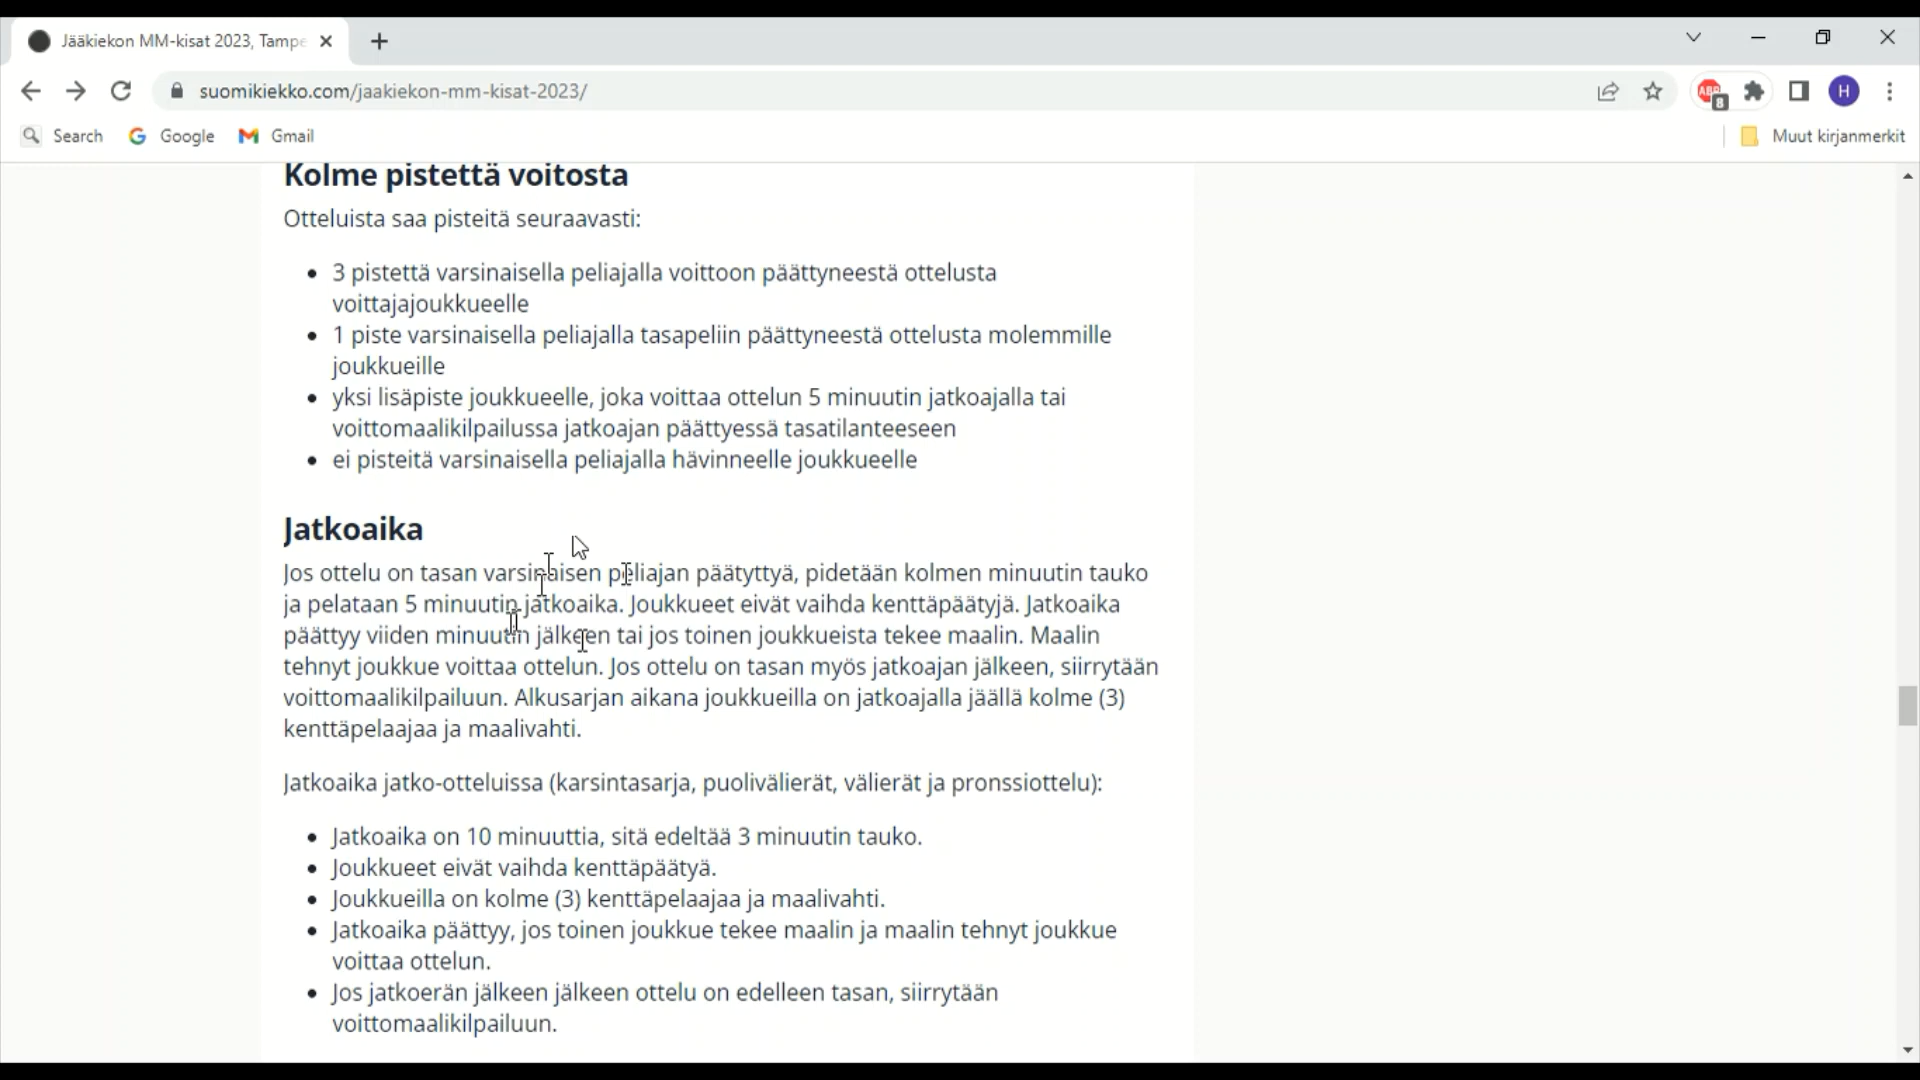 Jääkiekon MM-kisat 2023, Tampe
suomikiekko.com/jaakiekon-mm-kisat-2023/
ABP
8
H
Search
Google
Gmail
Muut kirjanmerkit
Kolme pistettä voitosta
Otteluista saa pisteitä seuraavasti:
• 3 pistettä varsinaisella peliajalla voittoon päättyneestä ottelusta
voittajajoukkueelle
• 1 piste varsinaisella peliajalla tasapeliin päättyneestä ottelusta molemmille
joukkueille
• yksi lisäpiste joukkueelle, joka voittaa ottelun 5 minuutin jatkoajalla tai
voittomaalikilpailussa jatkoajan päättyessä tasatilanteeseen
• ei pisteitä varsinaisella peliajalla hävinneelle joukkueelle
Jatkoaika
Jos ottelu on tasan varsinaisen peliajan päätyttyä, pidetään kolmen minuutin tauko
ja pelataan 5 minuutin jatkoaika. Joukkueet eivät vaihda kenttäpäätyjä. Jatkoaika
päättyy viiden minuutin jälkeen tai jos toinen joukkueista tekee maalin. Maalin
tehnyt joukkue voittaa ottelun. Jos ottelu on tasan myös jatkoajan jälkeen, siirrytään
voittomaalikilpailuun. Alkusarjan aikana joukkueilla on jatkoajalla jäällä kolme (3)
kenttäpelaajaa ja maalivahti.
Jatkoaika jatko-otteluissa (karsintasarja, puolivälierät, välierät ja pronssiottelu):
• Jatkoaika on 10 minuuttia, sitä edeltää 3 minuutin tauko.
• Joukkueet eivät vaihda kenttäpäätyä.
• Joukkueilla on kolme (3) kenttäpelaajaa ja maalivahti.
• Jatkoaika päättyy, jos toinen joukkue tekee maalin ja maalin tehnyt joukkue
voittaa ottelun.
• Jos jatkoerän jälkeen jälkeen ottelu on edelleen tasan, siirrytään
voittomaalikilpailuun.